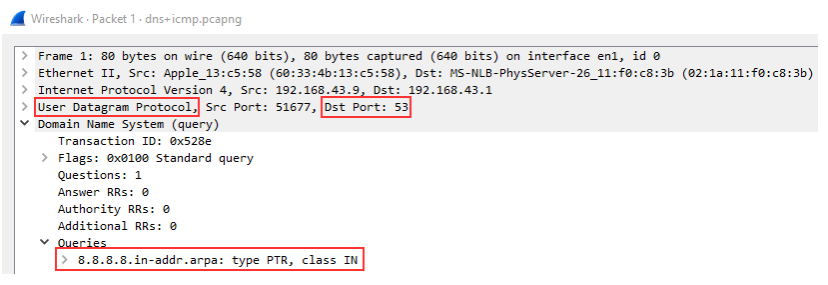 Wireshark · Packet 1 · dns+icmp.pcapng
Frame 1: 80 bytes on wire (640 bits), 80 bytes captured (640 bits) on interface en1, id 0
Ethernet II, Src: Apple_13:c5:58 (60:33:4b:13:c5:58), Dst: MS-NLB-PhysServer-26_11:f0:c8:3b (02:1a:11:f0:c8:3b)
Internet Protocol Version 4, Src: 192.168.43.9, Dst: 192.168.43.1
User Datagram Protocol, Src Port: 51677, Dst Port: 53
Domain Name System (query)
Transaction ID: 0x528e
Flags: 0x0100 Standard query
Questions: 1
Answer RRs: 0
Authority RRs: 0
Additional RRs: 0
Queries
8.8.8.8.in-addr.arpa: type PTR, class IN